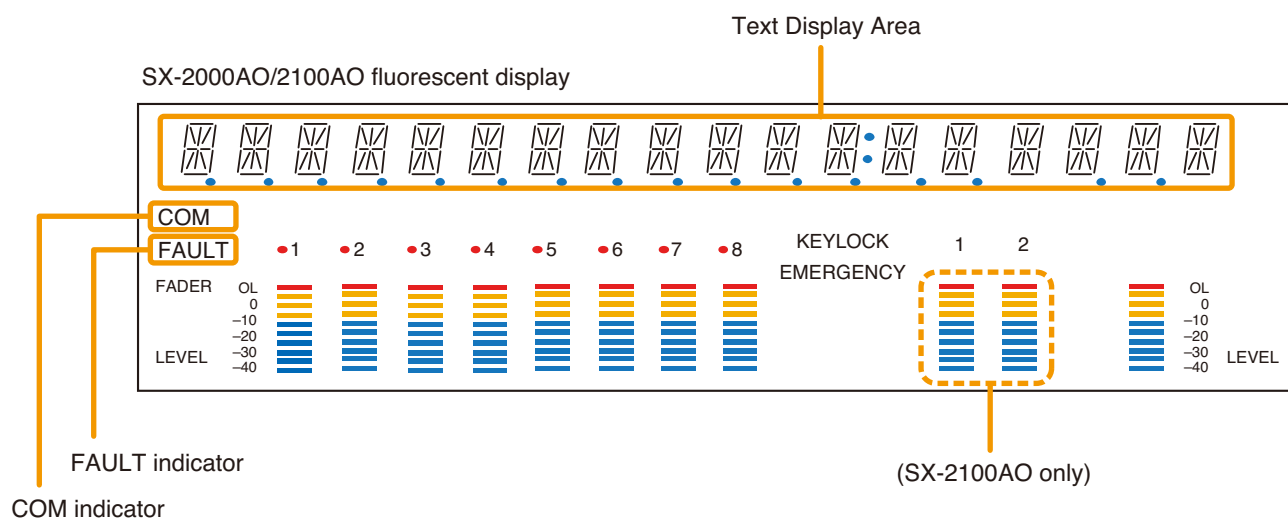 Text Display Area
SX-2000AO/2100AO fluorescent display
COM
FAULT 1 2 3 4 5 6 7 8 KEYLOCK 1 2
EMERGENCY
FADER OL OL
0 0
–10 –10
–20 –20
LEVEL –30 –30 LEVEL
–40 –40
FAULT indicator
(SX-2100AO only)
COM indicator